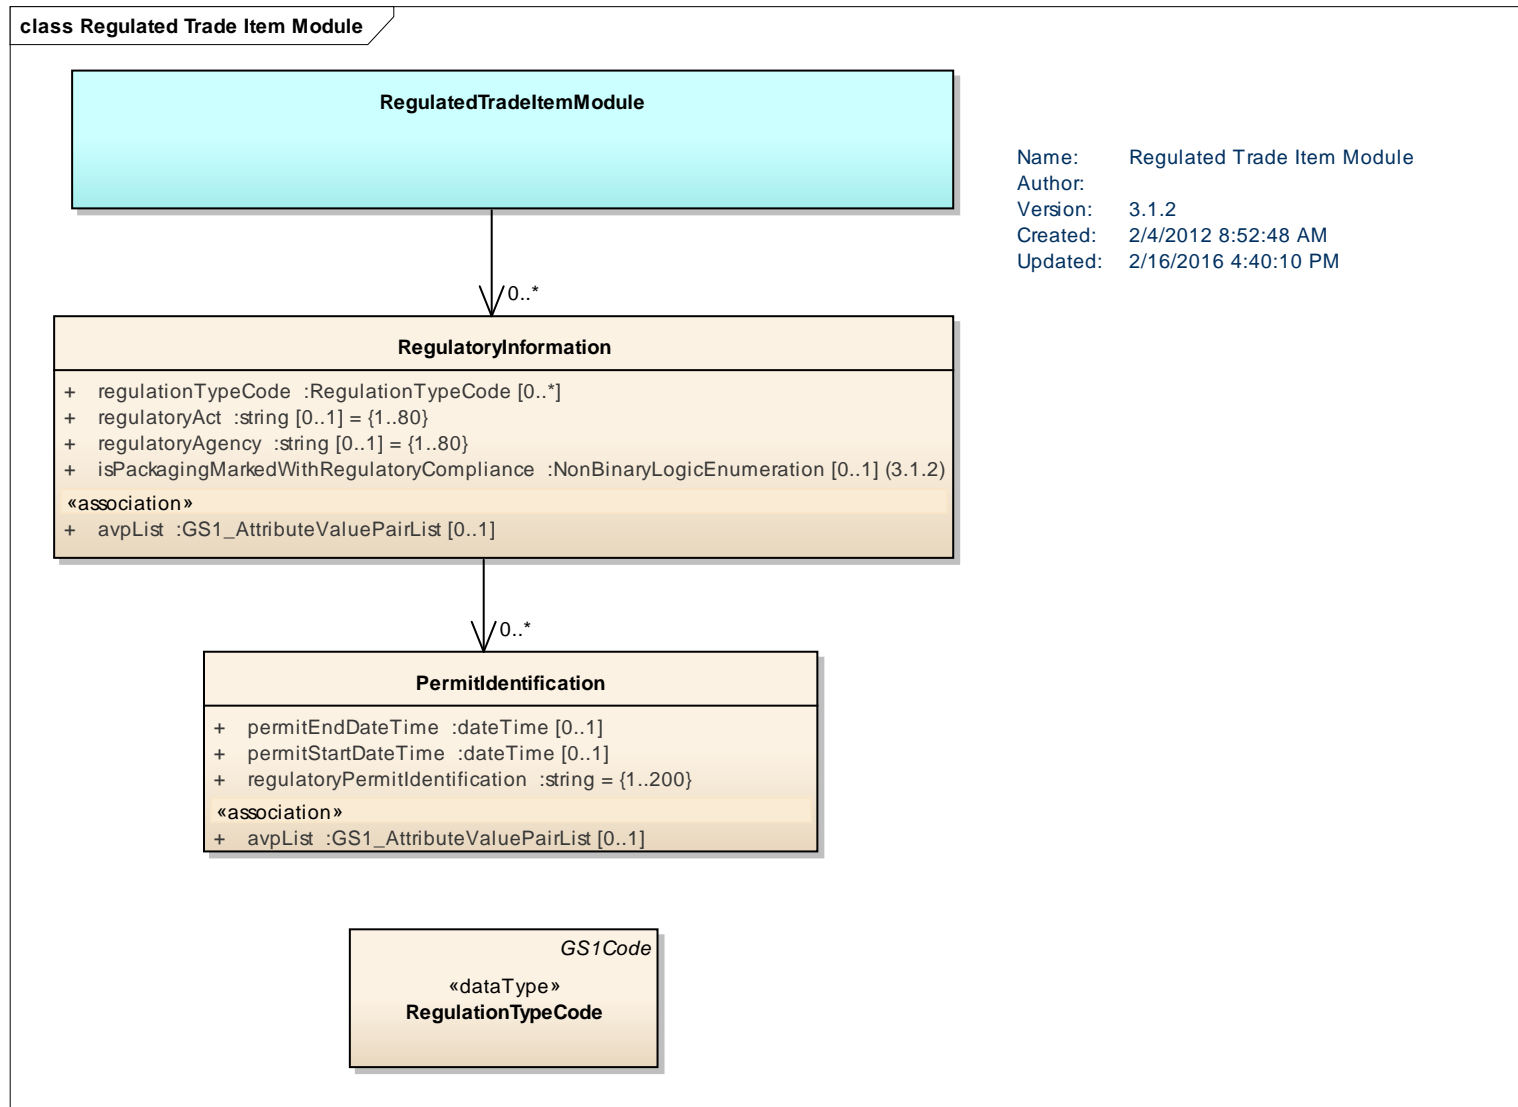 class Regulated Trade Item Module
RegulatedTradeItemModule
Name: Regulated Trade Item Module
Author:
Version: 3.1.2
Created: 2/4/2012 8:52:48 AM
Updated: 2/16/2016 4:40:10 PM
0..*
RegulatoryInformation
+ regulationTypeCode :RegulationTypeCode [0..*]
+ regulatoryAct :string [0..1] = {1..80}
+ regulatoryAgency :string [0..1] = {1..80}
+ isPackagingMarkedWithRegulatoryCompliance :NonBinaryLogicEnumeration [0..1] (3.1.2)
«association»
+ avpList :GS1_AttributeValuePairList [0..1]
0..*
PermitIdentification
+ permitEndDateTime :dateTime [0..1]
+ permitStartDateTime :dateTime [0..1]
+ regulatoryPermitIdentification :string = {1..200}
«association»
+ avpList :GS1_AttributeValuePairList [0..1]
GS1Code
«dataType»
RegulationTypeCode